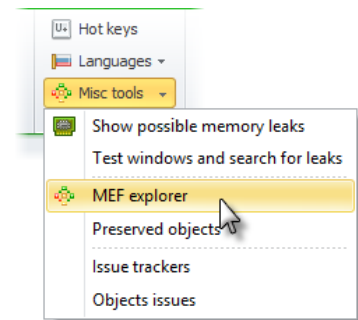 U+ Hot keys
Languages
Misc tools
Show possible memory leaks
Test windows and search for leaks
MEF explorer
Preserved objects
Issue trackers
Objects issues